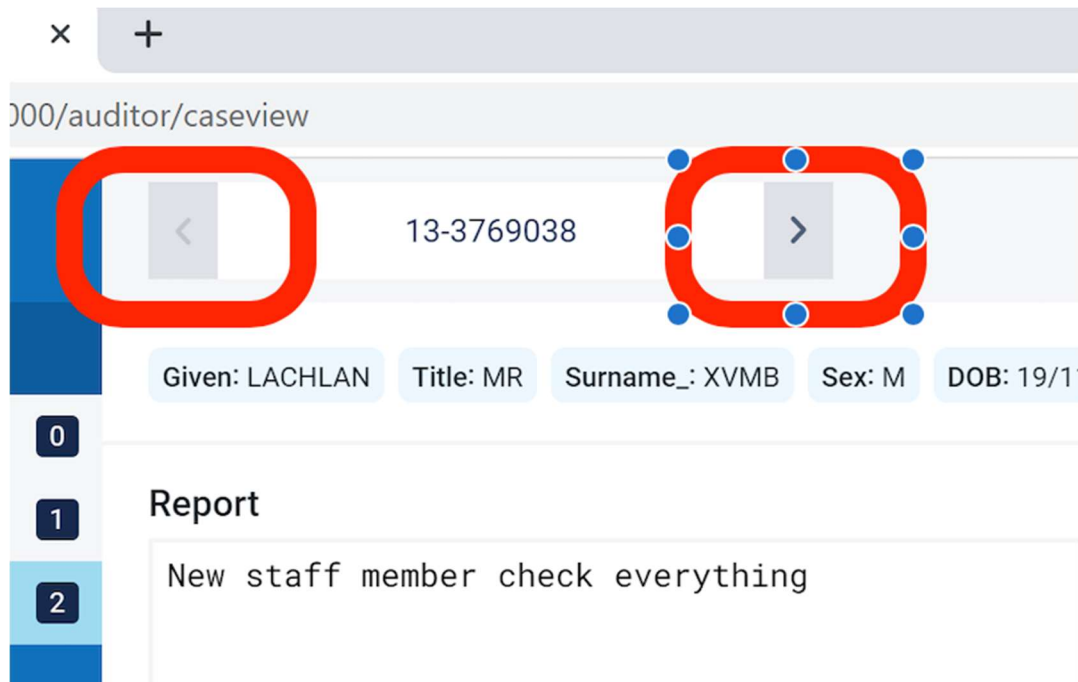 000/auditor/caseview
13-3769038
Given: LACHLAN Title: MR Surname_: XVMB Sex: M DOB: 19/11
0
1
2
Report
New staff member check everything